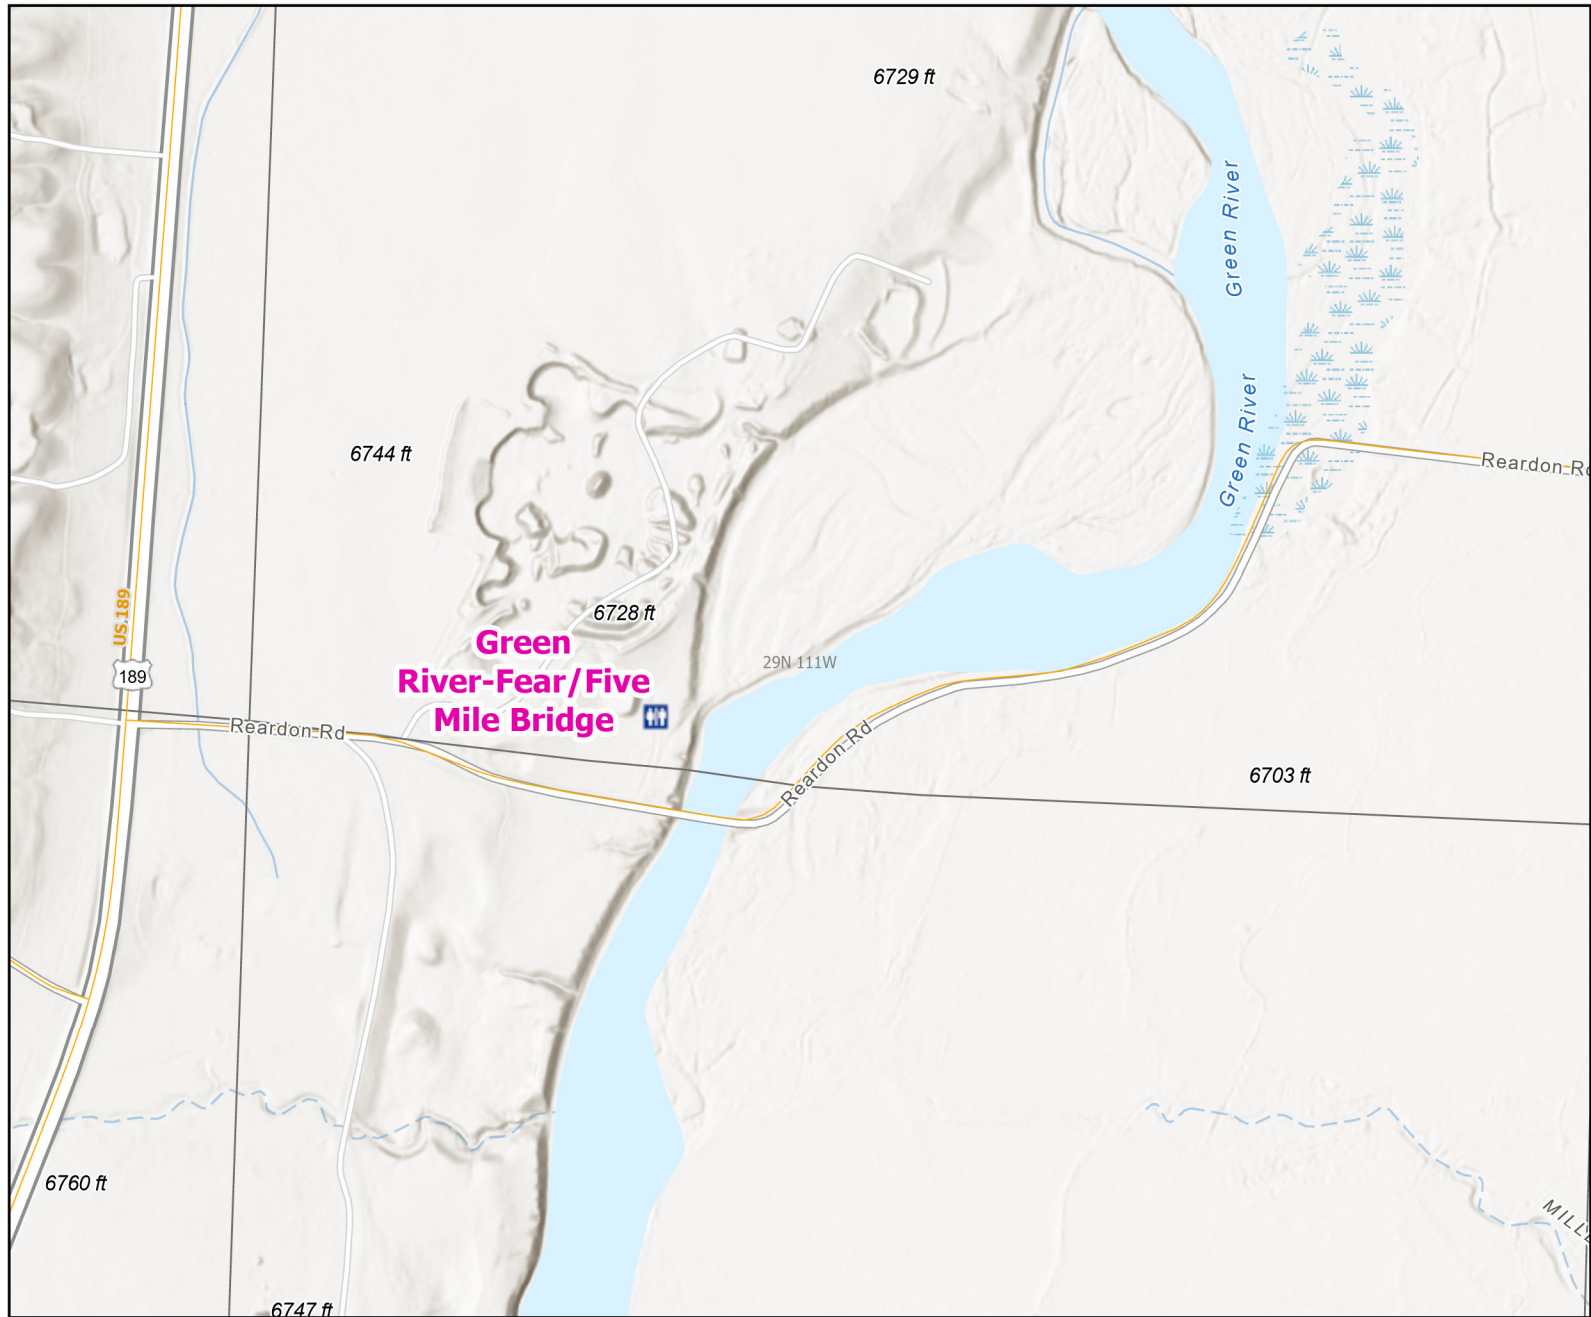 6729 ft
Green River
Green River
6744 ft
Reardon Rd
US 189
189
6728 ft
Green
River-Fear/Five
Mile Bridge
29N 111W
Reardon Rd
Reardon Rd
6703 ft
6760 ft
6747 ft